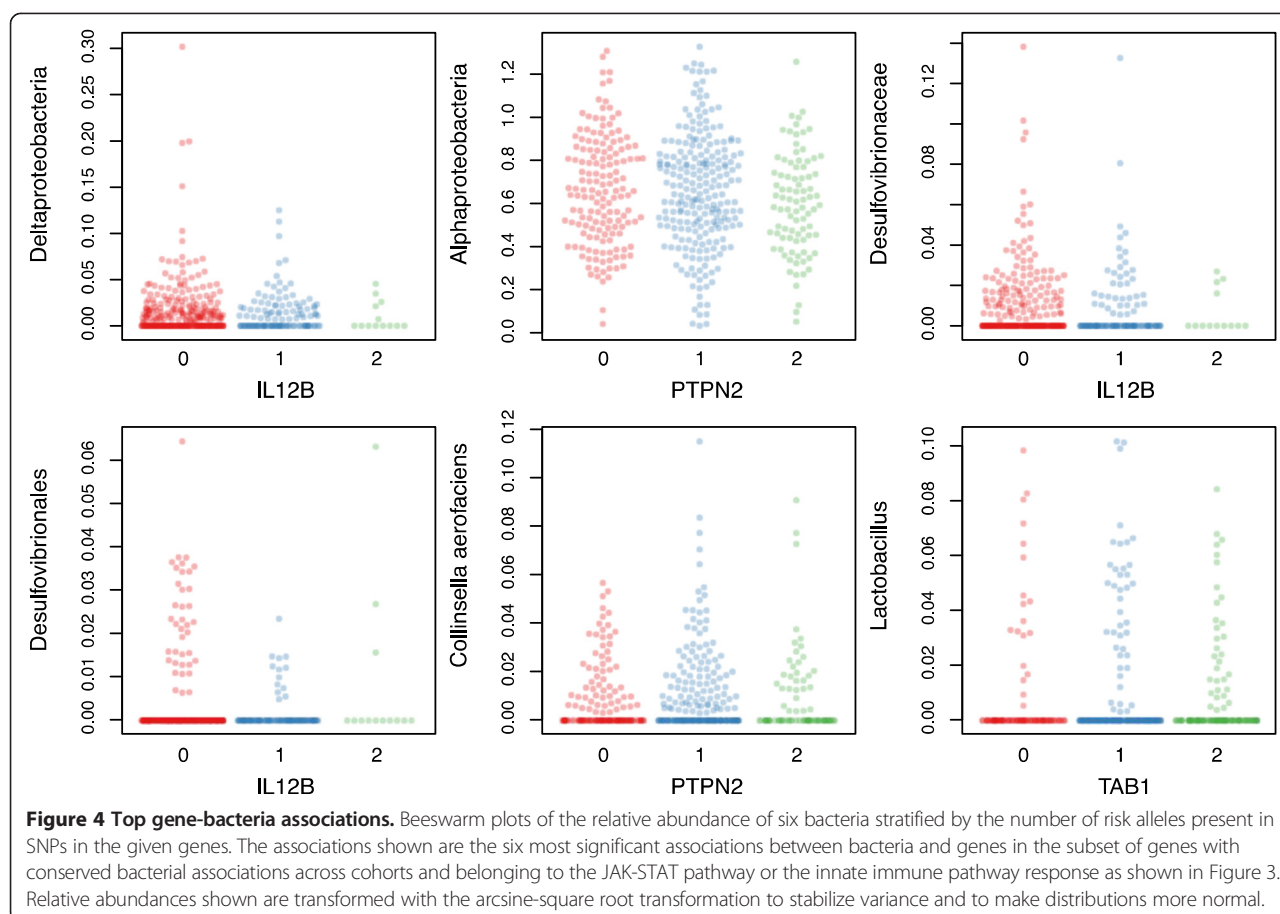 Deltaproteobacteria
0.00 0.05 0.10 0.15 0.20 0.25 0.30
0 1 2
IL12B
Alphaproteobacteria
0.0 0.2 0.4 0.6 0.8 1.0 1.2
0 1 2
PTPN2
Desulfovibrionaceae
0.00 0.04 0.08 0.12
0 1 2
IL12B
Desulfovibrionales
0.00 0.01 0.02 0.03 0.04 0.05 0.06
0 1 2
IL12B
Collinsella aerofaciens
0.00 0.02 0.04 0.06 0.08 0.10 0.12
0 1 2
PTPN2
Lactobacillus
0.00 0.02 0.04 0.06 0.08 0.10
0 1 2
TAB1
Figure 4 Top gene-bacteria associations. Beeswarm plots of the relative abundance of six bacteria stratified by the number of risk alleles present in
SNPs in the given genes. The associations shown are the six most significant associations between bacteria and genes in the subset of genes with
conserved bacterial associations across cohorts and belonging to the JAK-STAT pathway or the innate immune pathway response as shown in Figure 3.
Relative abundances shown are transformed with the arcsine-square root transformation to stabilize variance and to make distributions more normal.